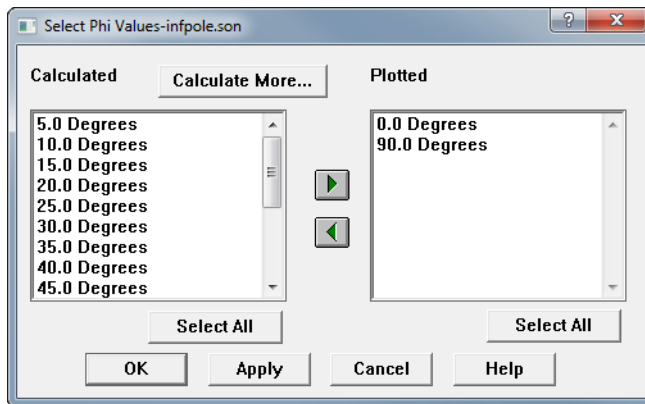 Select Phi Values-infpole.son
Calculated
Calculate More...
Plotted
5.0 Degrees
10.0 Degrees
15.0 Degrees
20.0 Degrees
25.0 Degrees
30.0 Degrees
35.0 Degrees
40.0 Degrees
45.0 Degrees
0.0 Degrees
90.0 Degrees
Select All
Select All
OK
Apply
Cancel
Help